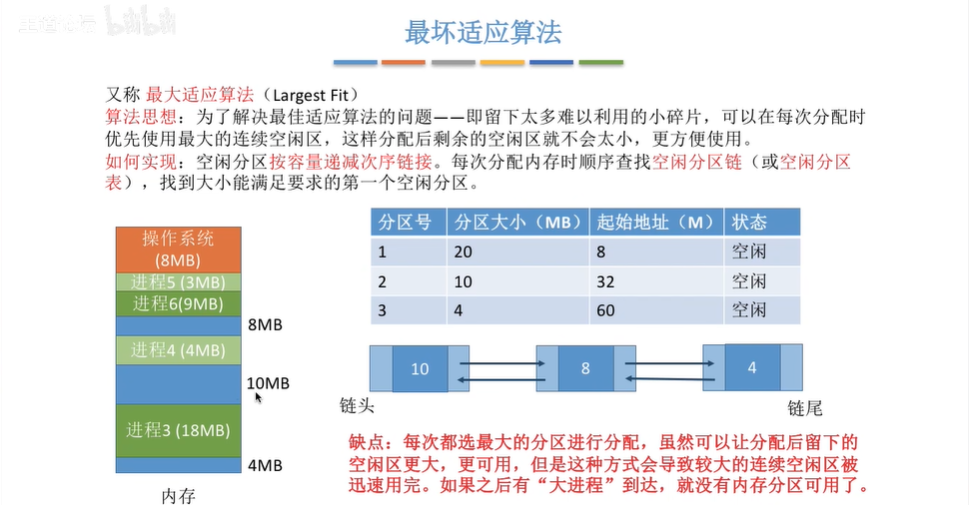 最坏适应算法
又称 最大适应算法（Largest Fit）
算法思想：为了解决最佳适应算法的问题——即留下太多难以利用的小碎片，可以在每次分配时
优先使用最大的连续空闲区，这样分配后剩余的空闲区就不会太小，更方便使用。
如何实现：空闲分区按容量递减次序链接。每次分配内存时顺序查找空闲分区链（或空闲分区
表），找到大小能满足要求的第一个空闲分区。
操作系统
(8MB)
进程5 (3MB)
进程6(9MB)
8MB
进程4 (4MB)
10MB
进程3 (18MB)
4MB
内存
分区号 分区大小（MB） 起始地址（M） 状态
1 20 8 空闲
2 10 32 空闲
3 4 60 空闲
10 8 4
链头 链尾
缺点：每次都选最大的分区进行分配，虽然可以让分配后留下的
空闲区更大，更可用，但是这种方式会导致较大的连续空闲区被
迅速用完。如果之后有“大进程”到达，就没有内存分区可用了。